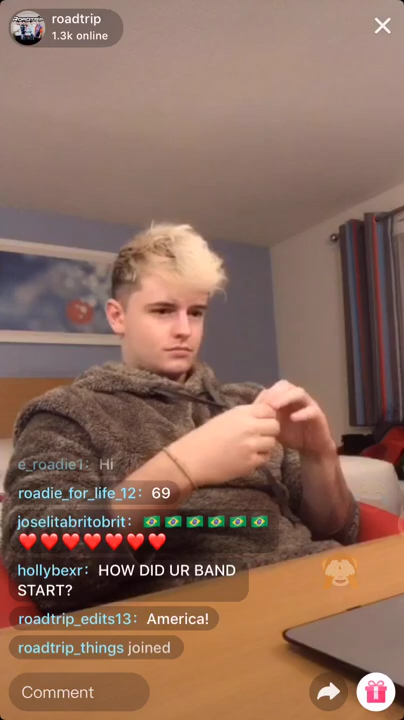 roadtrip
1.3k online
e_roadie1: Hi
roadie_for_life_12: 69
joselitabritobrit: 🇧🇷 🇧🇷 🇧🇷 🇧🇷 🇧🇷 🇧🇷
❤️❤️❤️❤️❤️❤️❤️
hollybexr: HOW DID UR BAND
START?
roadtrip_edits13: America!
roadtrip_things joined
Comment